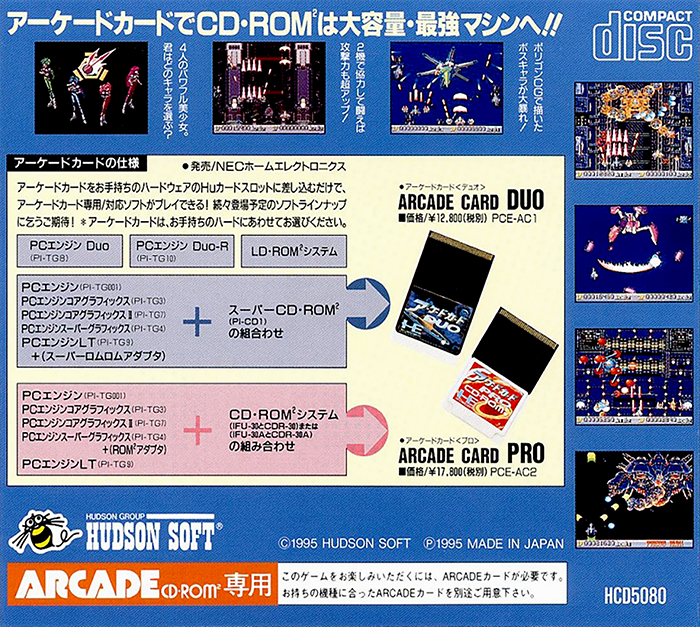 アーケードカードでCD・ROM²は大容量・最強マシンへ!!
COMPACT
disc
4人のパワフル美少女。
君はどのキャラを選ぶ?
2機で協力して闘えば
攻撃力も超アップ!
ポリゴンCGで描いた
ボスキャラが大暴れ!
アーケードカードの仕様
●発売/NECホームエレクトロニクス
アーケードカードをお手持ちのハードウェアのHuカードスロットに差し込むだけで、
アーケードカード専用/対応ソフトがプレイできる! 続々登場予定のソフトラインナップ
に乞うご期待! *アーケードカードは、お手持ちのハードにあわせてお選びください。
PCエンジン Duo
(PI-TG8)
PCエンジン Duo-R
(PI-TG10)
LD-ROM²システム
PCエンジン(PI-TG001)
PCエンジンコアグラフィックス(PI-TG3)
PCエンジンコアグラフィックスⅡ(PI-TG7)
PCエンジンスーパーグラフィックス(PI-TG4)
PCエンジンLT(PI-TG9)
+(スーパーロムロムアダプタ)
+
スーパーCD・ROM²
(PI-CD1)
の組合わせ
PCエンジン(PI-TG001)
PCエンジンコアグラフィックス(PI-TG3)
PCエンジンコアグラフィックスⅡ(PI-TG7)
PCエンジンスーパーグラフィックス(PI-TG4)
+(ROM²アダプタ)
PCエンジンLT(PI-TG9)
+
CD・ROM²システム
(IFU-30とCDR-30)または
(IFU-30AとCDR-30A)
の組み合わせ
●アーケードカード<デュオ>
ARCADE CARD DUO
■価格/¥12,800(税別) PCE-AC1
アーケードカード
DUO
アーケードカード
PRO
CD-ROM²
●アーケードカード<プロ>
ARCADE CARD PRO
■価格/¥17,800(税別) PCE-AC2
HUDSON GROUP
HUDSON SOFT®
©1995 HUDSON SOFT ℗1995 MADE IN JAPAN
ARCADE CD・ROM² 専用
このゲームをお楽しみいただくには、ARCADEカードが必要です。
お持ちの機種に合ったARCADEカードを別途ご用意下さい。
HCD5080